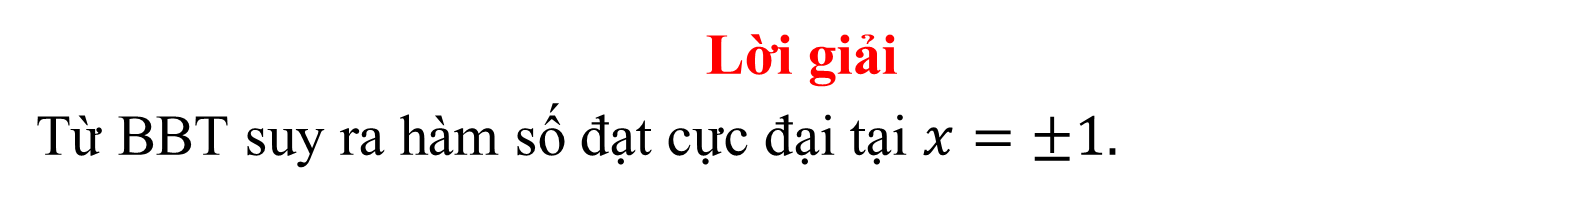 Lời giải
Từ BBT suy ra hàm số đạt cực đại tại x = ±1.